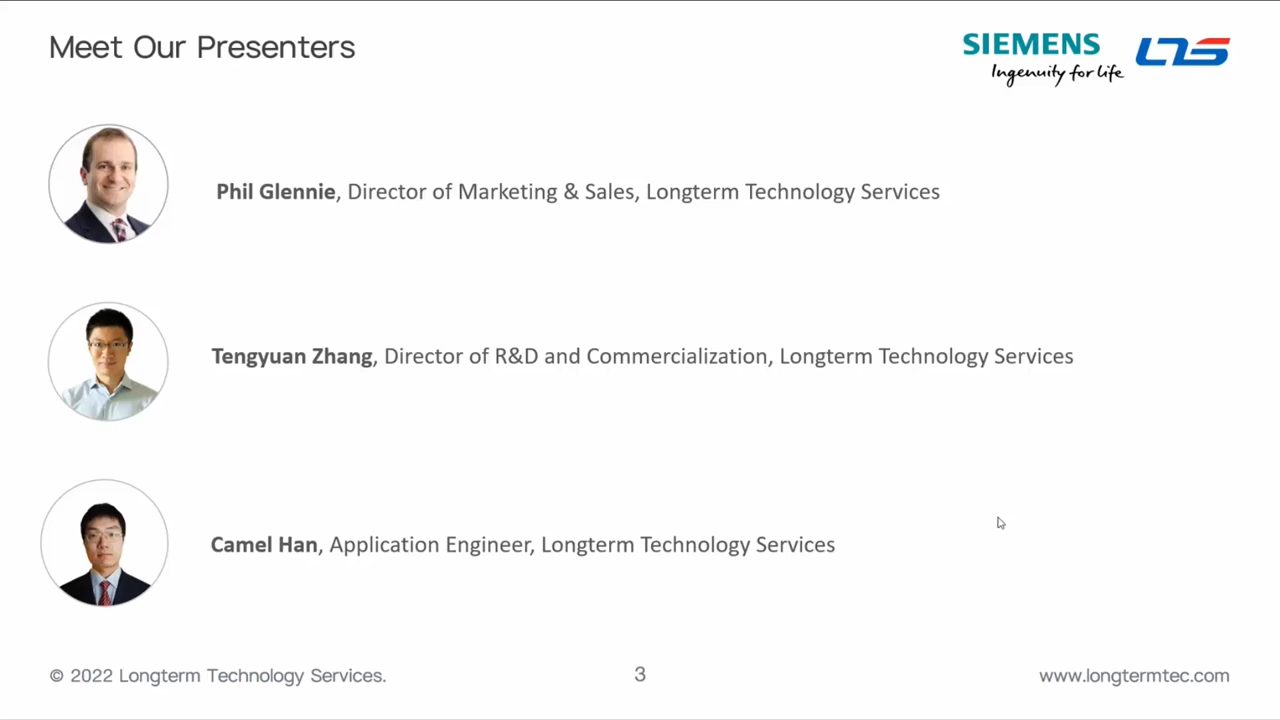 Meet Our Presenters
SIEMENS
Ingenuity for life
LTS
Phil Glennie, Director of Marketing & Sales, Longterm Technology Services
Tengyuan Zhang, Director of R&D and Commercialization, Longterm Technology Services
Camel Han, Application Engineer, Longterm Technology Services
© 2022 Longterm Technology Services.
3
www.longtermtec.com